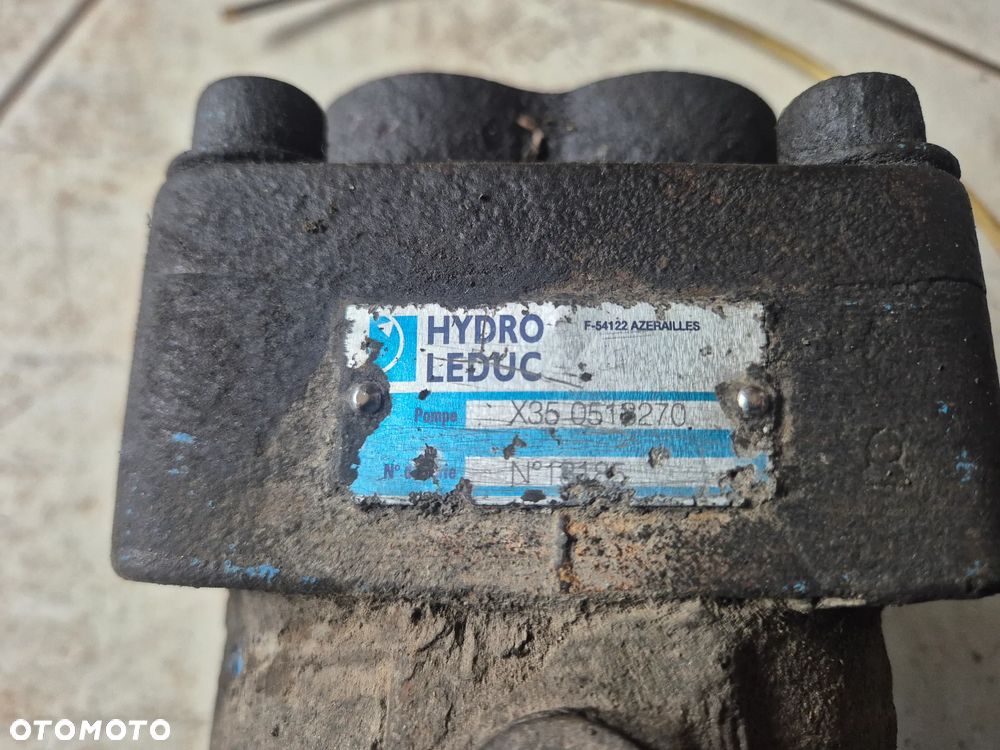 HYDRO
LEDUC
F-54122 AZERAILLES
Pompe X35 0518270
OTOMOTO